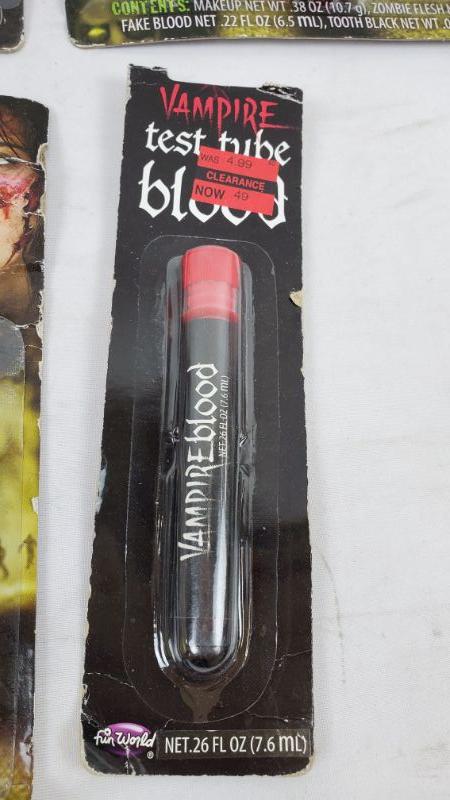 CONTENTS: MAKEUP NET WT .38 OZ (10.7 g), ZOMBIE FLESH
FAKE BLOOD NET .22 FL OZ (6.5 mL), TOOTH BLACK NET WT
VAMPIRE
test tube
blood
WAS 4.99
CLEARANCE
NOW .49
VAMPIREblood
NET.26 FL OZ (7.6 mL)
fun World ®
NET.26 FL OZ (7.6 mL)